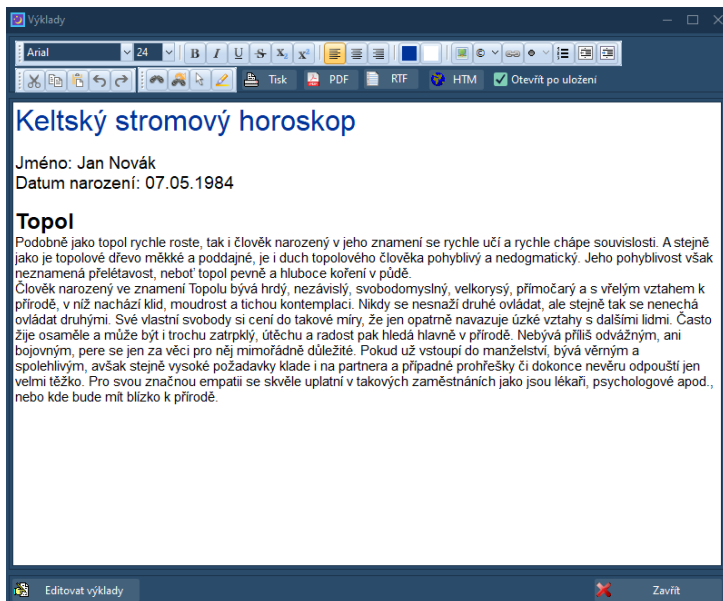 Výklady
Arial 24 B I U S X₂ X²
Tisk PDF RTF HTM Otevřít po uložení
Keltský stromový horoskop
Jméno: Jan Novák
Datum narození: 07.05.1984
Topol
Podobně jako topol rychle roste, tak i člověk narozený v jeho znamení se rychle učí a rychle chápe souvislosti. A stejně
jako je topolové dřevo měkké a poddajné, je i duch topolového člověka pohyblivý a nedogmatický. Jeho pohyblivost však
neznamená přelétavost, neboť topol pevně a hluboce koření v půdě.
Člověk narozený ve znamení Topolu bývá hrdý, nezávislý, svobodomyslný, velkorysý, přímočarý a s vřelým vztahem k
přírodě, v níž nachází klid, moudrost a tichou kontemplaci. Nikdy se nesnaží druhé ovládat, ale stejně tak se nenechá
ovládat druhými. Své vlastní svobody si cení do takové míry, že jen opatrně navazuje úzké vztahy s dalšími lidmi. Často
žije osaměle a může být i trochu zatrpklý, útěchu a radost pak hledá hlavně v přírodě. Nebývá příliš odvážným, ani
bojovným, pere se jen za věci pro něj mimořádně důležité. Pokud už vstoupí do manželství, bývá věrným a
spolehlivým, avšak stejně vysoké požadavky klade i na partnera a případné prohřešky či dokonce nevěru odpouští jen
velmi těžko. Pro svou značnou empatii se skvěle uplatní v takových zaměstnáních jako jsou lékaři, psychologové apod.,
nebo kde bude mít blízko k přírodě.
Editovat výklady Zavřít